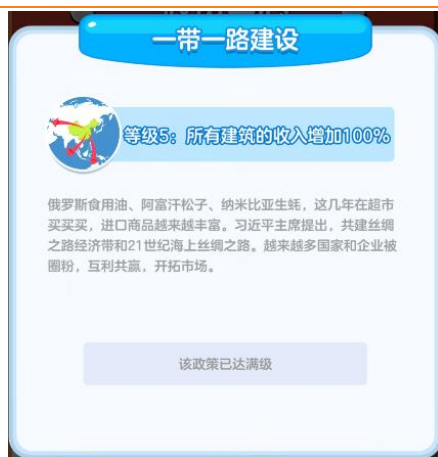 一带一路建设
等级5：所有建筑的收入增加100%
俄罗斯食用油、阿富汗松子、纳米比亚生蚝，这几年在超市
买买买，进口商品越来越丰富。习近平主席提出，共建丝绸
之路经济带和21世纪海上丝绸之路。越来越多国家和企业被
圈粉，互利共赢，开拓市场。
该政策已达满级